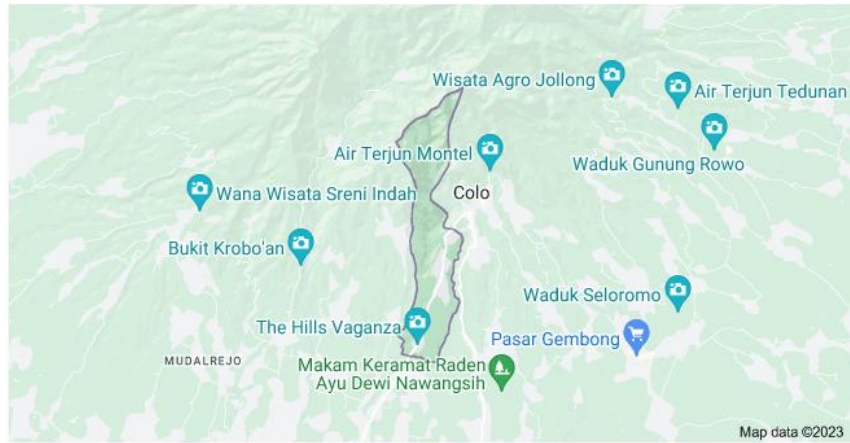 Wisata Agro Jollong
Air Terjun Tedunan
Air Terjun Montel
Waduk Gunung Rowo
Wana Wisata Sreni Indah
Colo
Bukit Krobo'an
Waduk Seloromo
The Hills Vaganza
Pasar Gembong
MUDALREJO
Makam Keramat Raden
Ayu Dewi Nawangsih
Map data ©2023